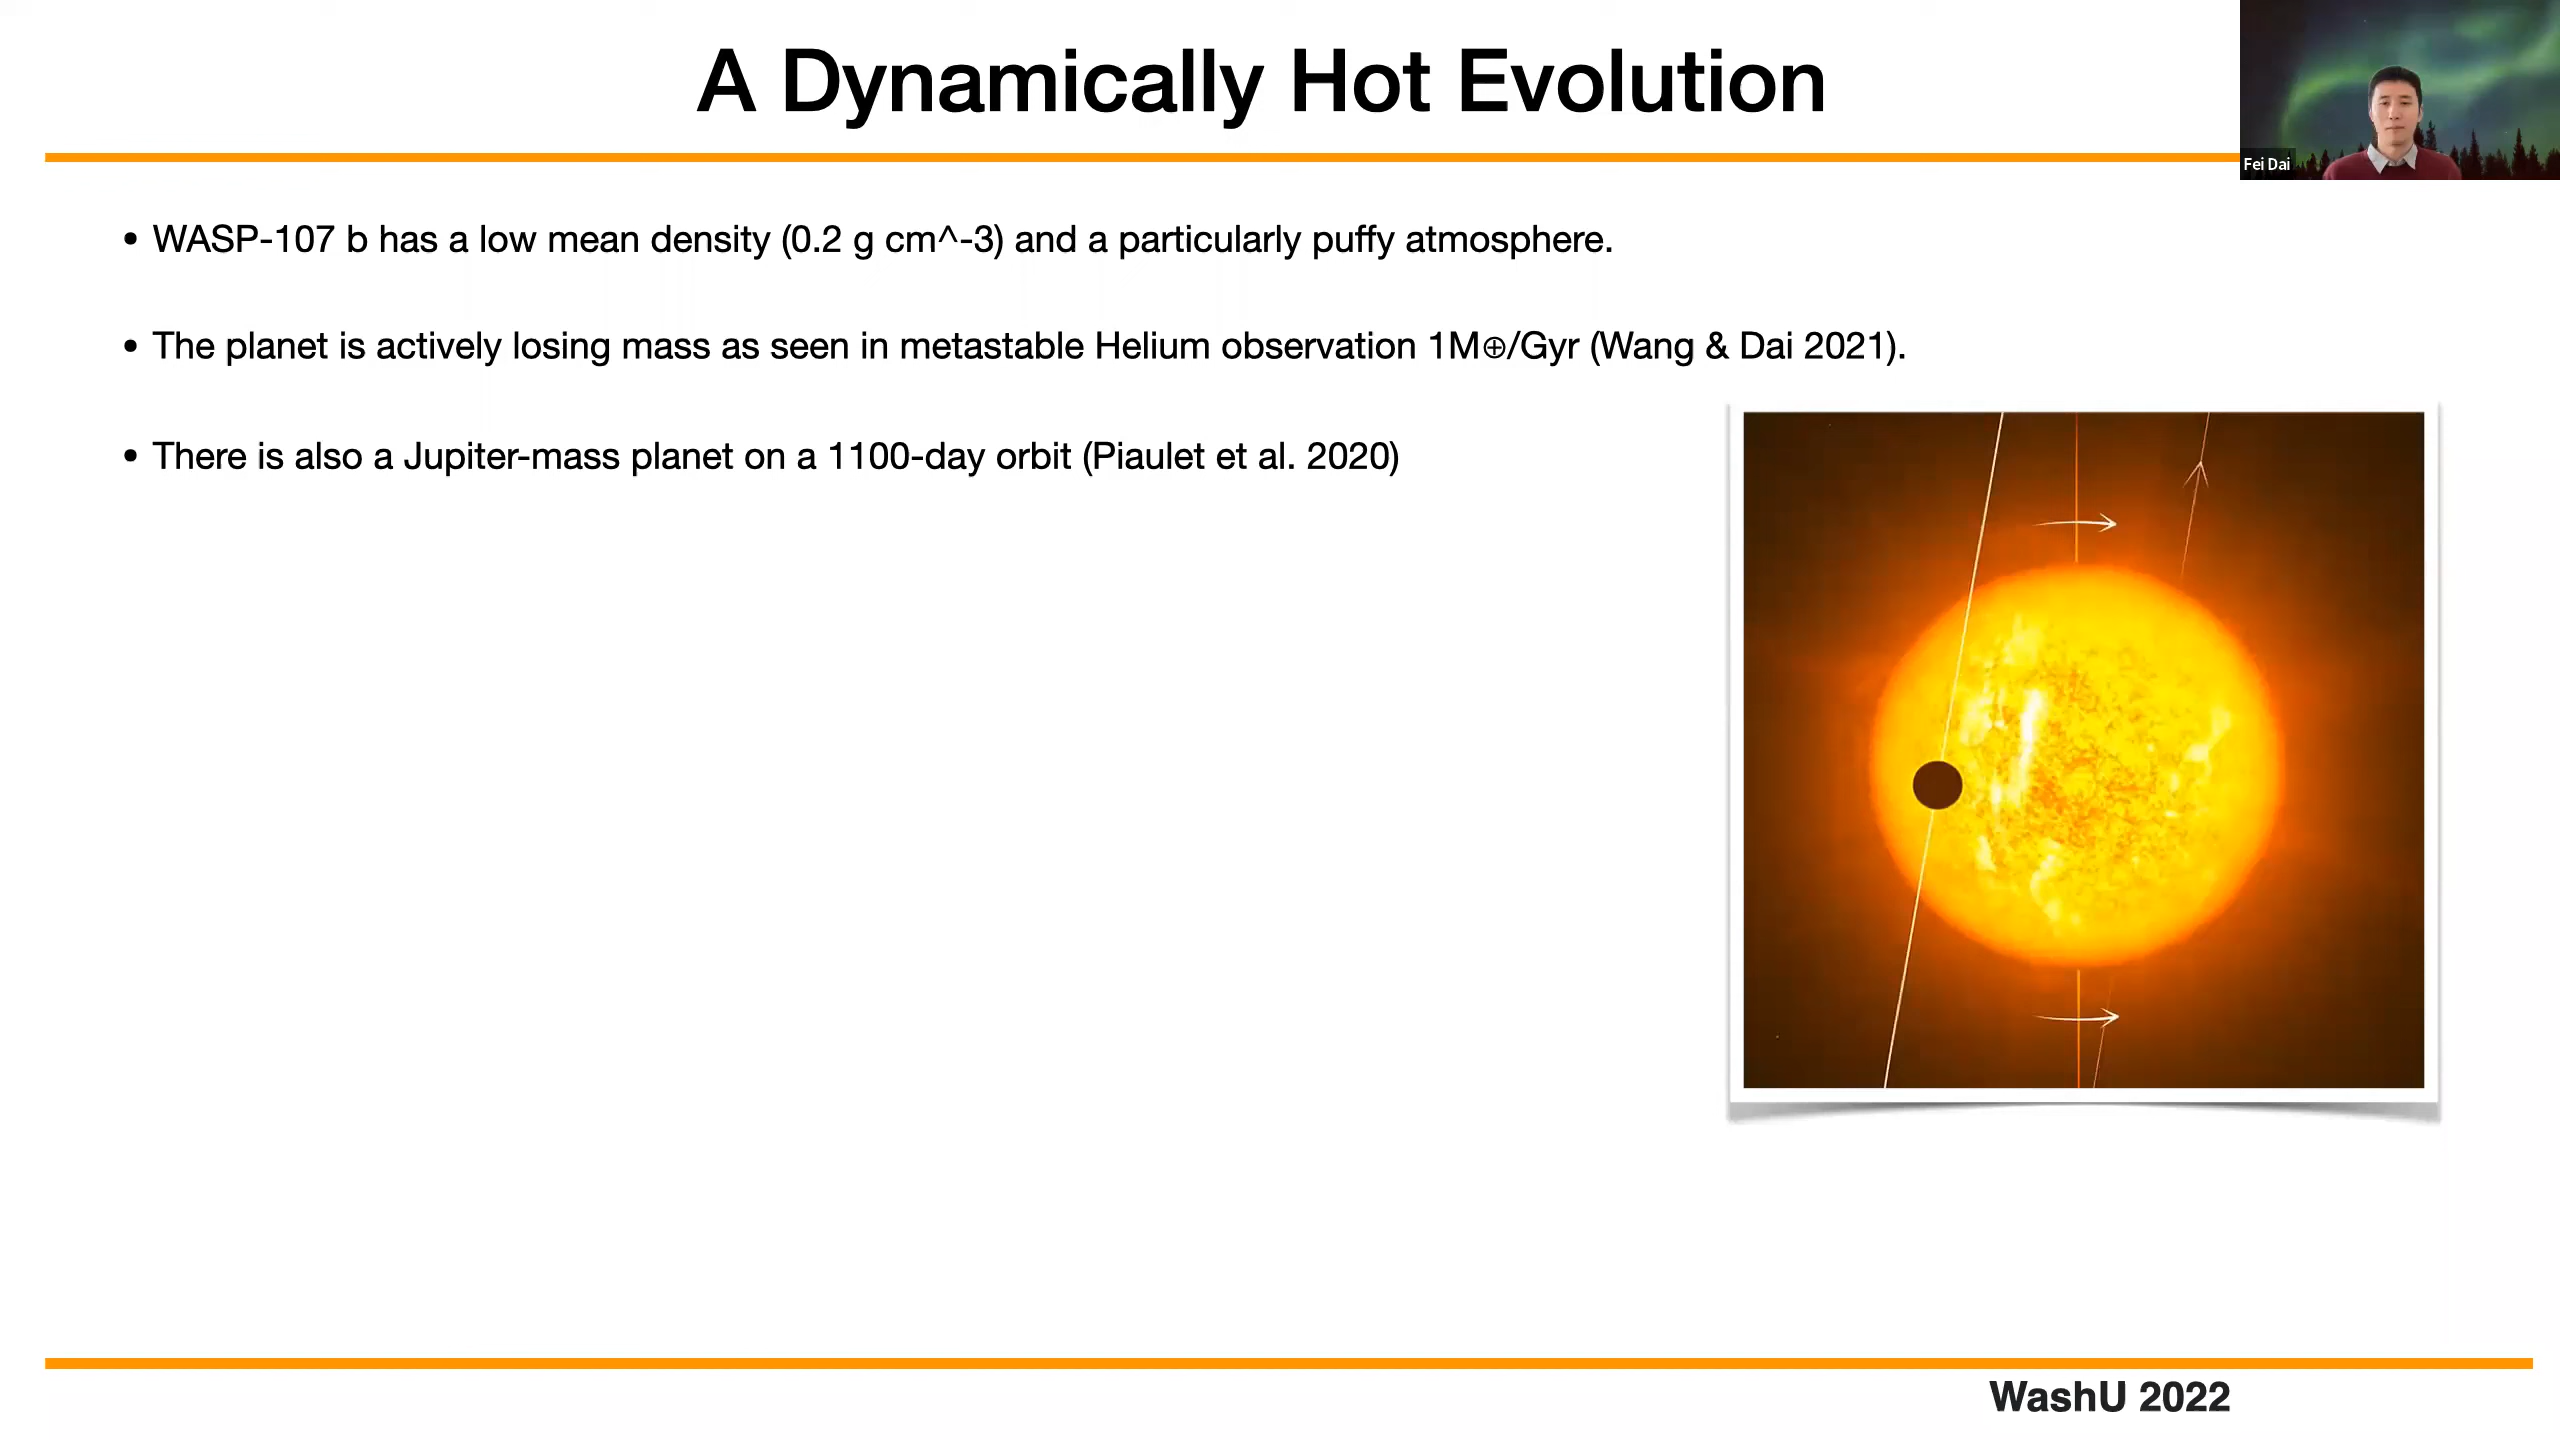 A Dynamically Hot Evolution
Fei Dai
• WASP-107 b has a low mean density (0.2 g cm^-3) and a particularly puffy atmosphere.
• The planet is actively losing mass as seen in metastable Helium observation 1M⊕/Gyr (Wang & Dai 2021).
• There is also a Jupiter-mass planet on a 1100-day orbit (Piaulet et al. 2020)
WashU 2022